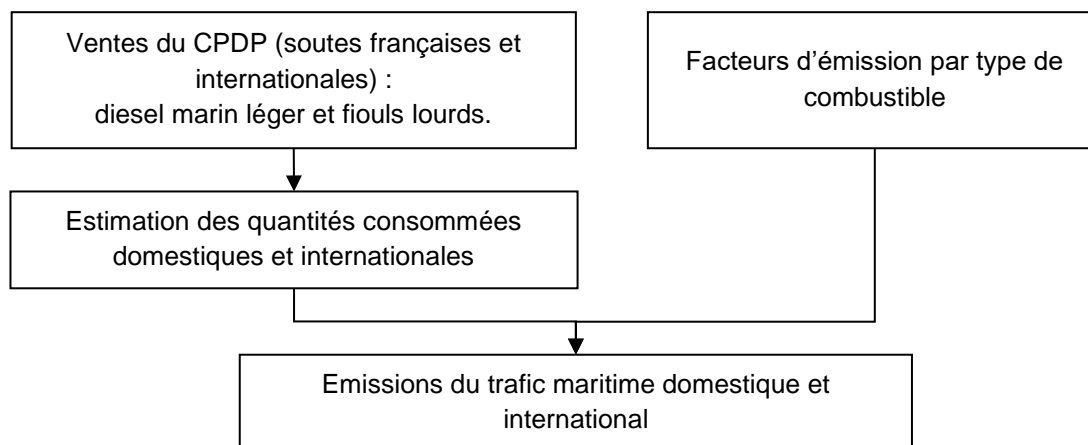 Ventes du CPDP (soutes françaises et
internationales) :
diesel marin léger et fiouls lourds.
Facteurs d’émission par type de
combustible
Estimation des quantités consommées
domestiques et internationales
Emissions du trafic maritime domestique et
international